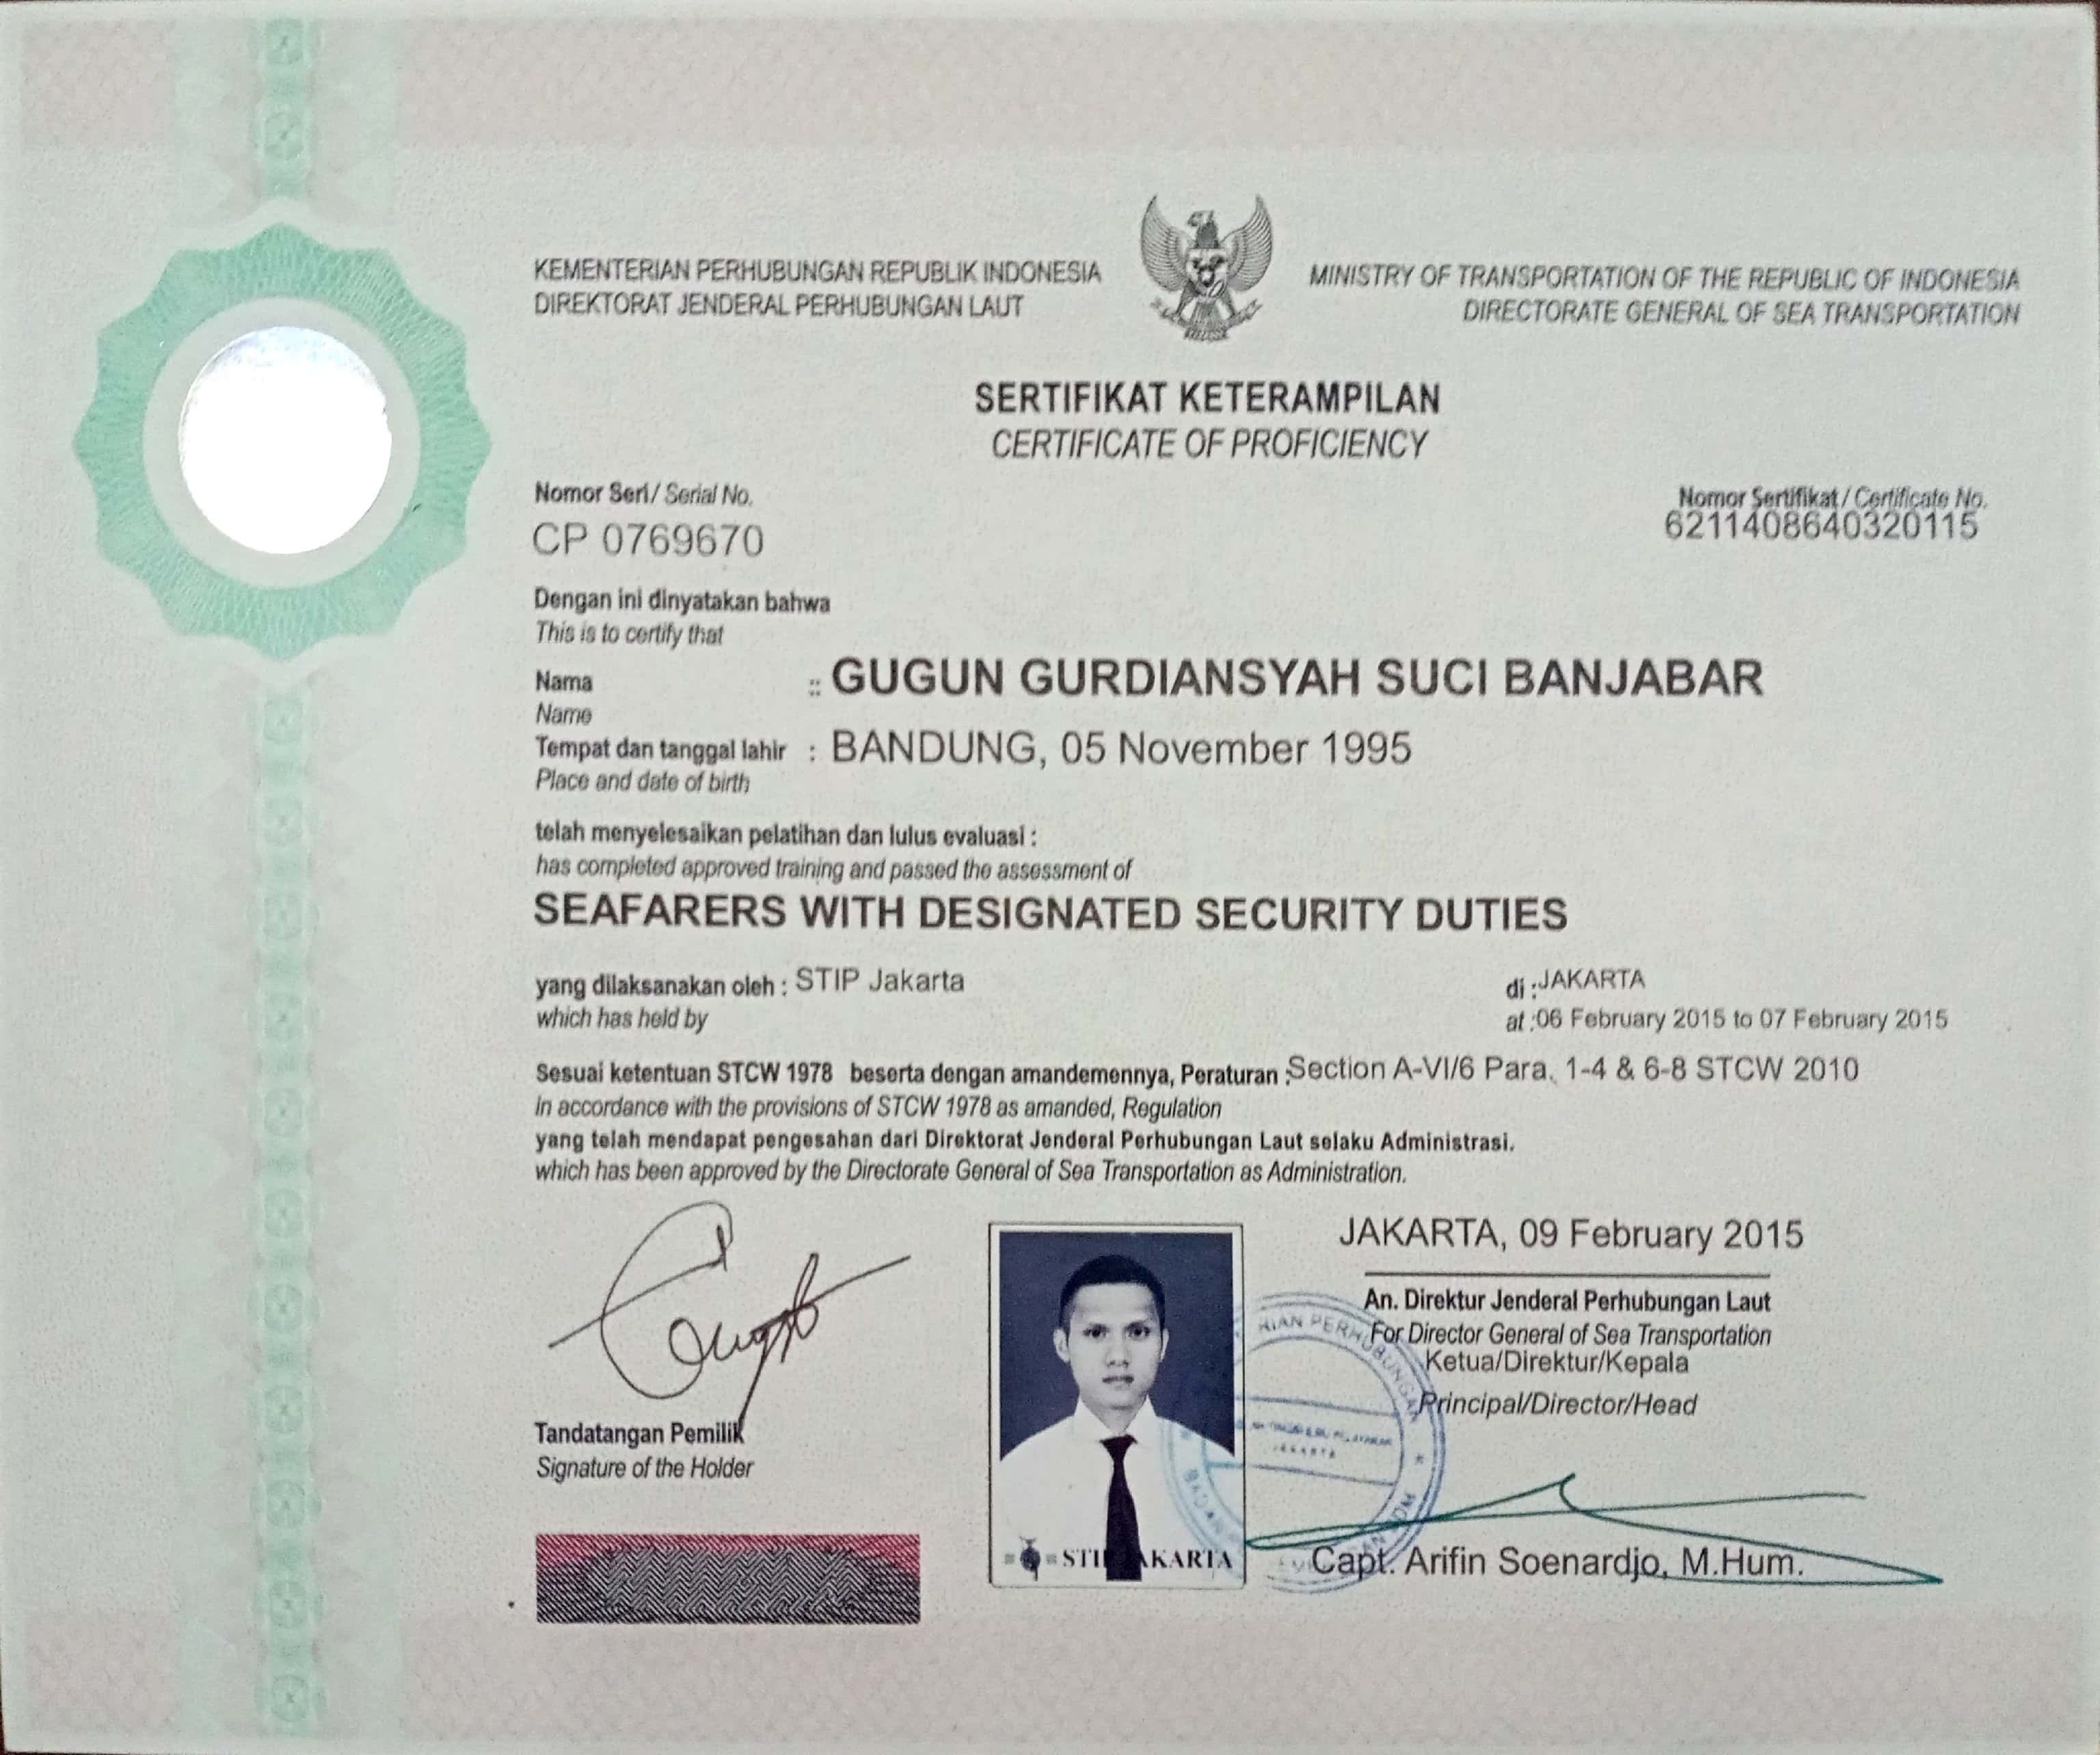 KEMENTERIAN PERHUBUNGAN REPUBLIK INDONESIA
DIREKTORAT JENDERAL PERHUBUNGAN LAUT
MINISTRY OF TRANSPORTATION OF THE REPUBLIC OF INDONESIA
DIRECTORATE GENERAL OF SEA TRANSPORTATION
SERTIFIKAT KETERAMPILAN
CERTIFICATE OF PROFICIENCY
Nomor Seri / Serial No.
CP 0769670
Nomor Sertifikat / Certificate No.
6211408640320115
Dengan ini dinyatakan bahwa
This is to certify that
Nama :: GUGUN GURDIANSYAH SUCI BANJABAR
Name
Tempat dan tanggal lahir : BANDUNG, 05 November 1995
Place and date of birth
telah menyelesaikan pelatihan dan lulus evaluasi :
has completed approved training and passed the assessment of
SEAFARERS WITH DESIGNATED SECURITY DUTIES
yang dilaksanakan oleh : STIP Jakarta di : JAKARTA
which has held by at : 06 February 2015 to 07 February 2015
Sesuai ketentuan STCW 1978 beserta dengan amandemennya, Peraturan : Section A-VI/6 Para. 1-4 & 6-8 STCW 2010
in accordance with the provisions of STCW 1978 as amanded, Regulation
yang telah mendapat pengesahan dari Direktorat Jenderal Perhubungan Laut selaku Administrasi.
which has been approved by the Directorate General of Sea Transportation as Administration.
JAKARTA, 09 February 2015
An. Direktur Jenderal Perhubungan Laut
For Director General of Sea Transportation
Ketua/Direktur/Kepala
Principal/Director/Head
Tandatangan Pemilik
Signature of the Holder
Capt. Arifin Soenardjo, M.Hum.